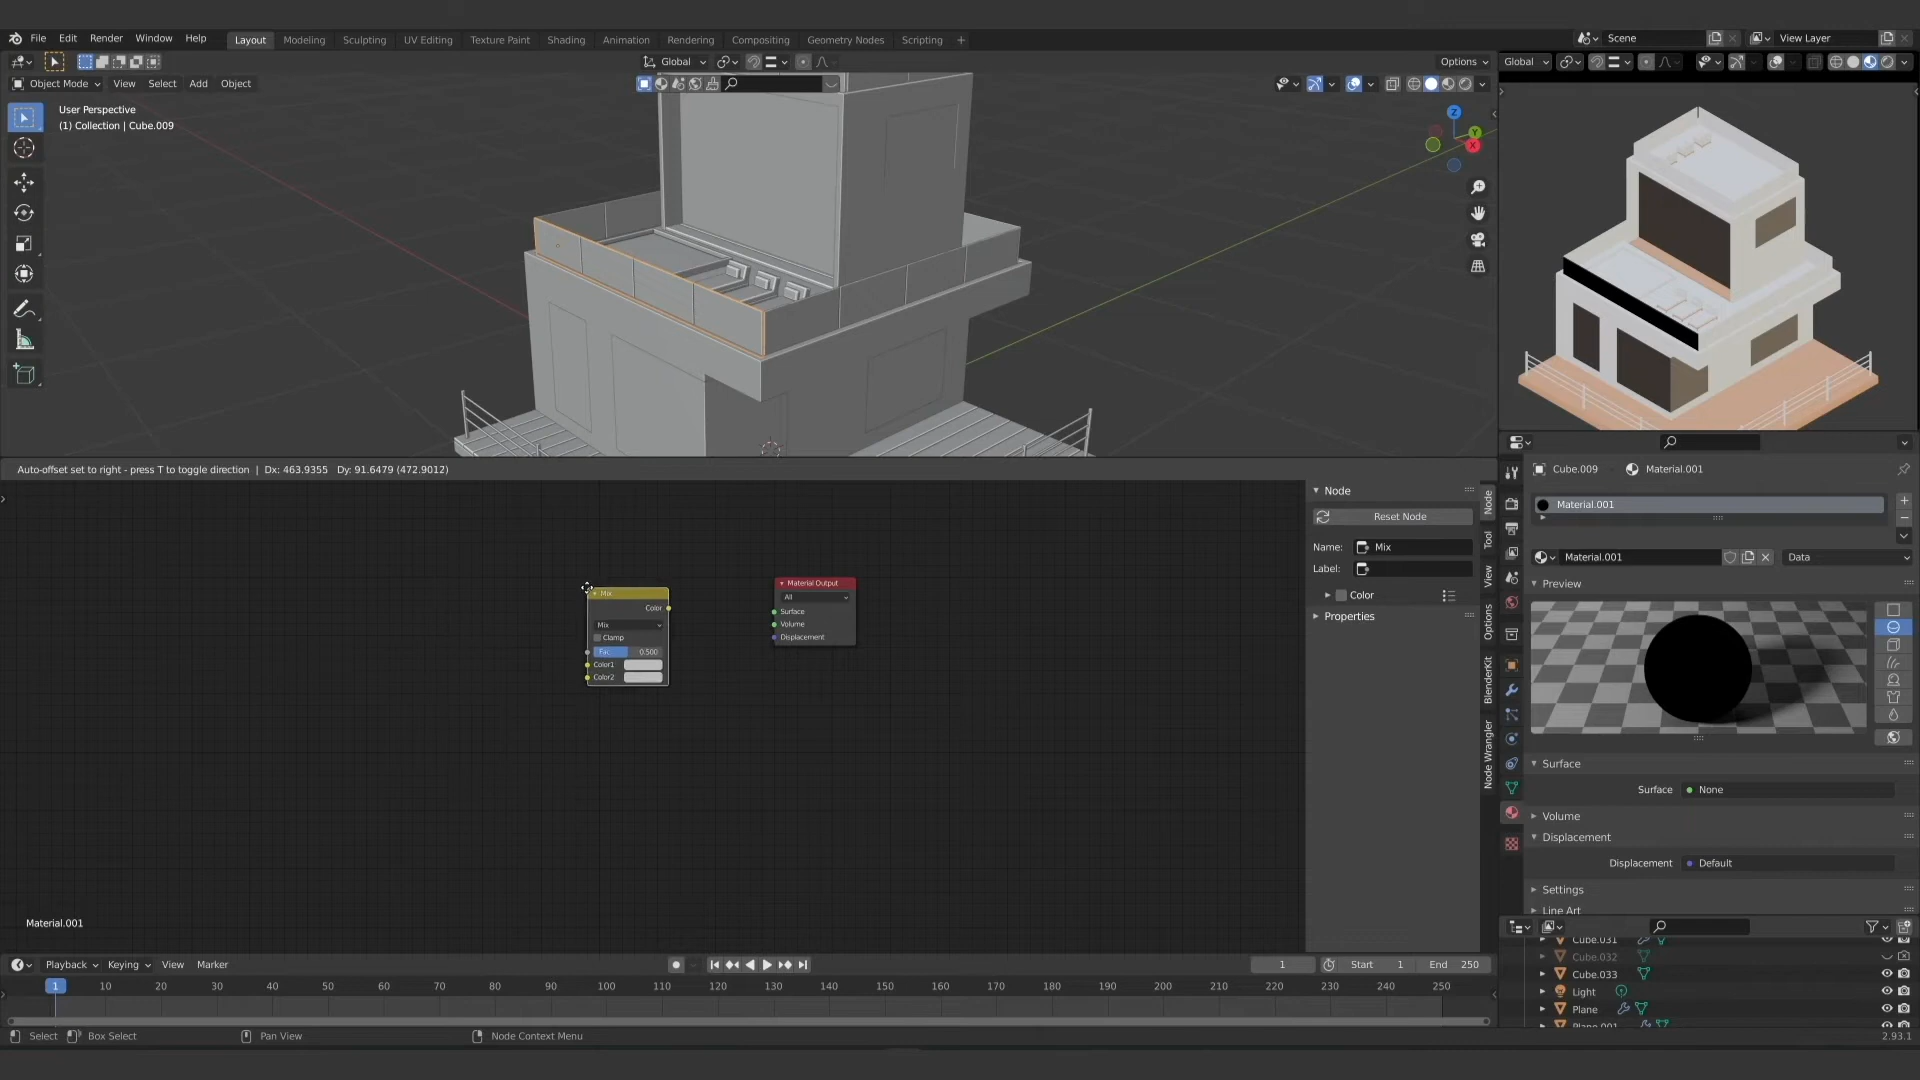 File Edit Render Window Help
Layout Modeling Sculpting UV Editing Texture Paint Shading Animation Rendering Compositing Geometry Nodes Scripting +
Scene
View Layer
Global
Options
Global
Object Mode View Select Add Object
User Perspective
(1) Collection | Cube.009
Z
Y
X
Auto-offset set to right - press T to toggle direction | Dx: 463.9355 Dy: 91.6479 (472.9012)
Mix
Color
Mix
Clamp
Fac 0.500
Color1
Color2
Material Output
All
Surface
Volume
Displacement
Node
Reset Node
Name: Mix
Label:
Color
Properties
Node
Tool
View
Options
BlenderKit
Node Wrangler
Cube.009 Material.001
Material.001
Material.001 Data
Preview
Surface
Surface None
Volume
Displacement
Displacement Default
Settings
Line Art
Cube.031
Cube.032
Cube.033
Light
Plane
Plane.001
Material.001
Playback Keying View Marker
1 Start 1 End 250
1 10 20 30 40 50 60 70 80 90 100 110 120 130 140 150 160 170 180 190 200 210 220 230 240 250
Select Box Select Pan View Node Context Menu 2.93.1